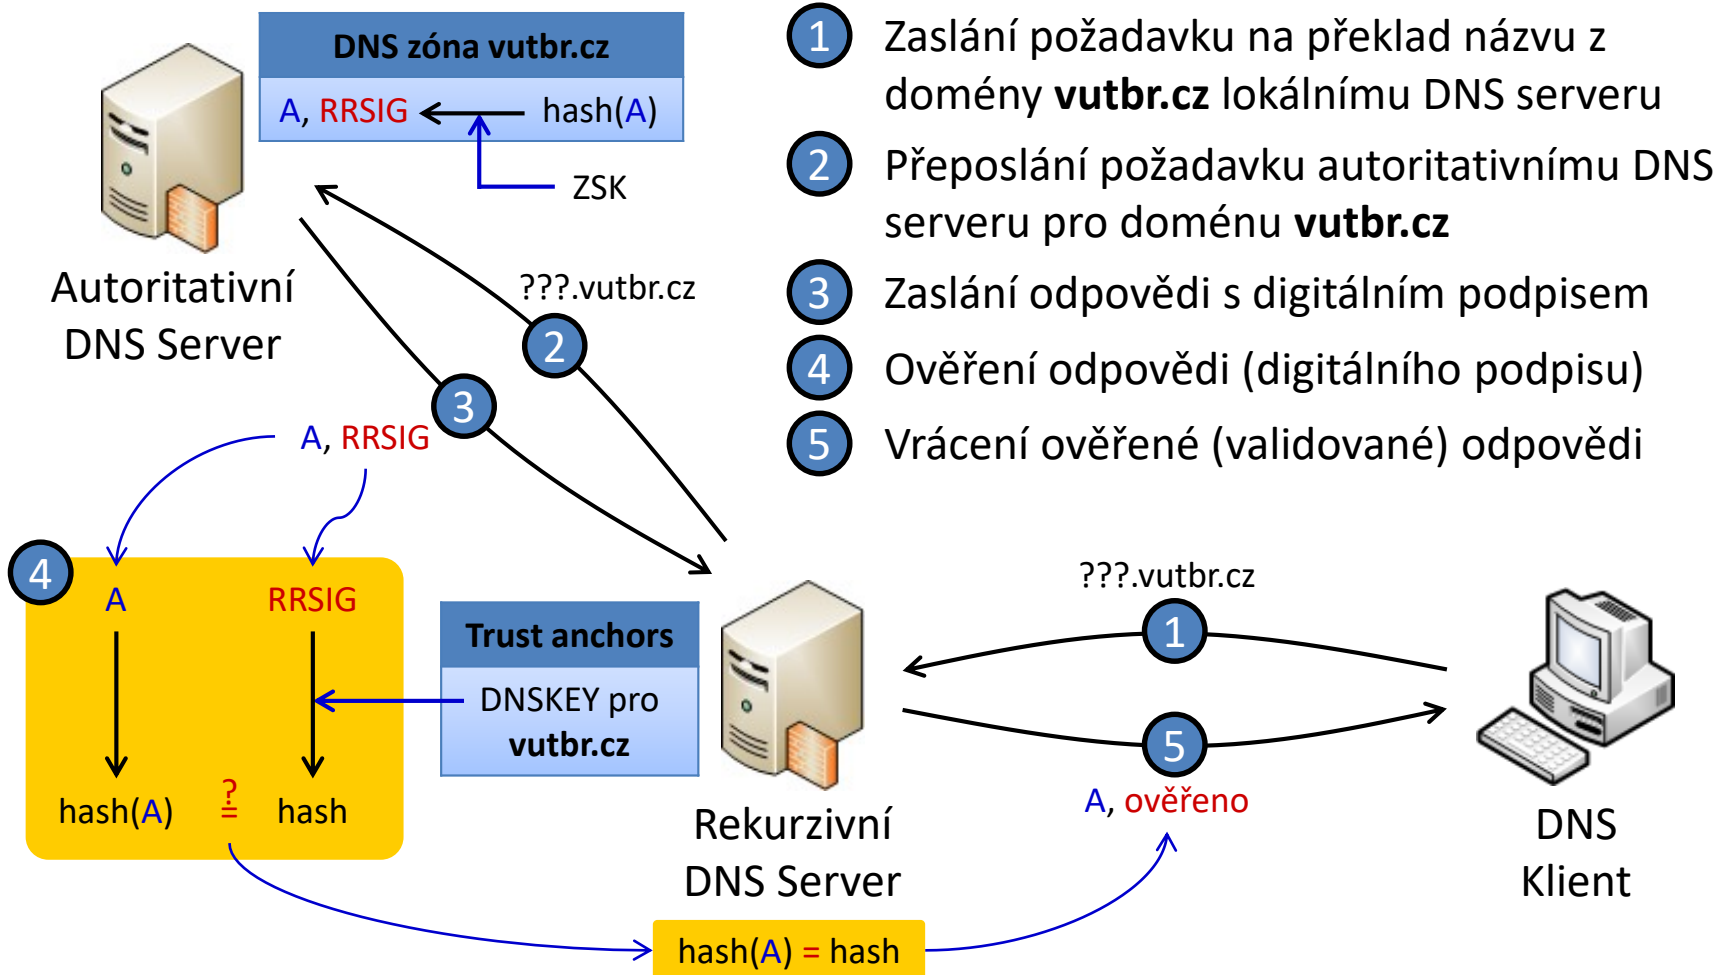 DNS zóna vutbr.cz
A, RRSIG hash(A)
ZSK
Autoritativní
DNS Server
???.vutbr.cz
2
3
A, RRSIG
1 Zaslání požadavku na překlad názvu z
domény vutbr.cz lokálnímu DNS serveru
2 Přeposlání požadavku autoritativnímu DNS
serveru pro doménu vutbr.cz
3 Zaslání odpovědi s digitálním podpisem
4 Ověření odpovědi (digitálního podpisu)
5 Vrácení ověřené (validované) odpovědi
4
A RRSIG
hash(A) ?= hash
Trust anchors
DNSKEY pro
vutbr.cz
Rekurzivní
DNS Server
???.vutbr.cz
1
5
A, ověřeno
DNS
Klient
hash(A) = hash